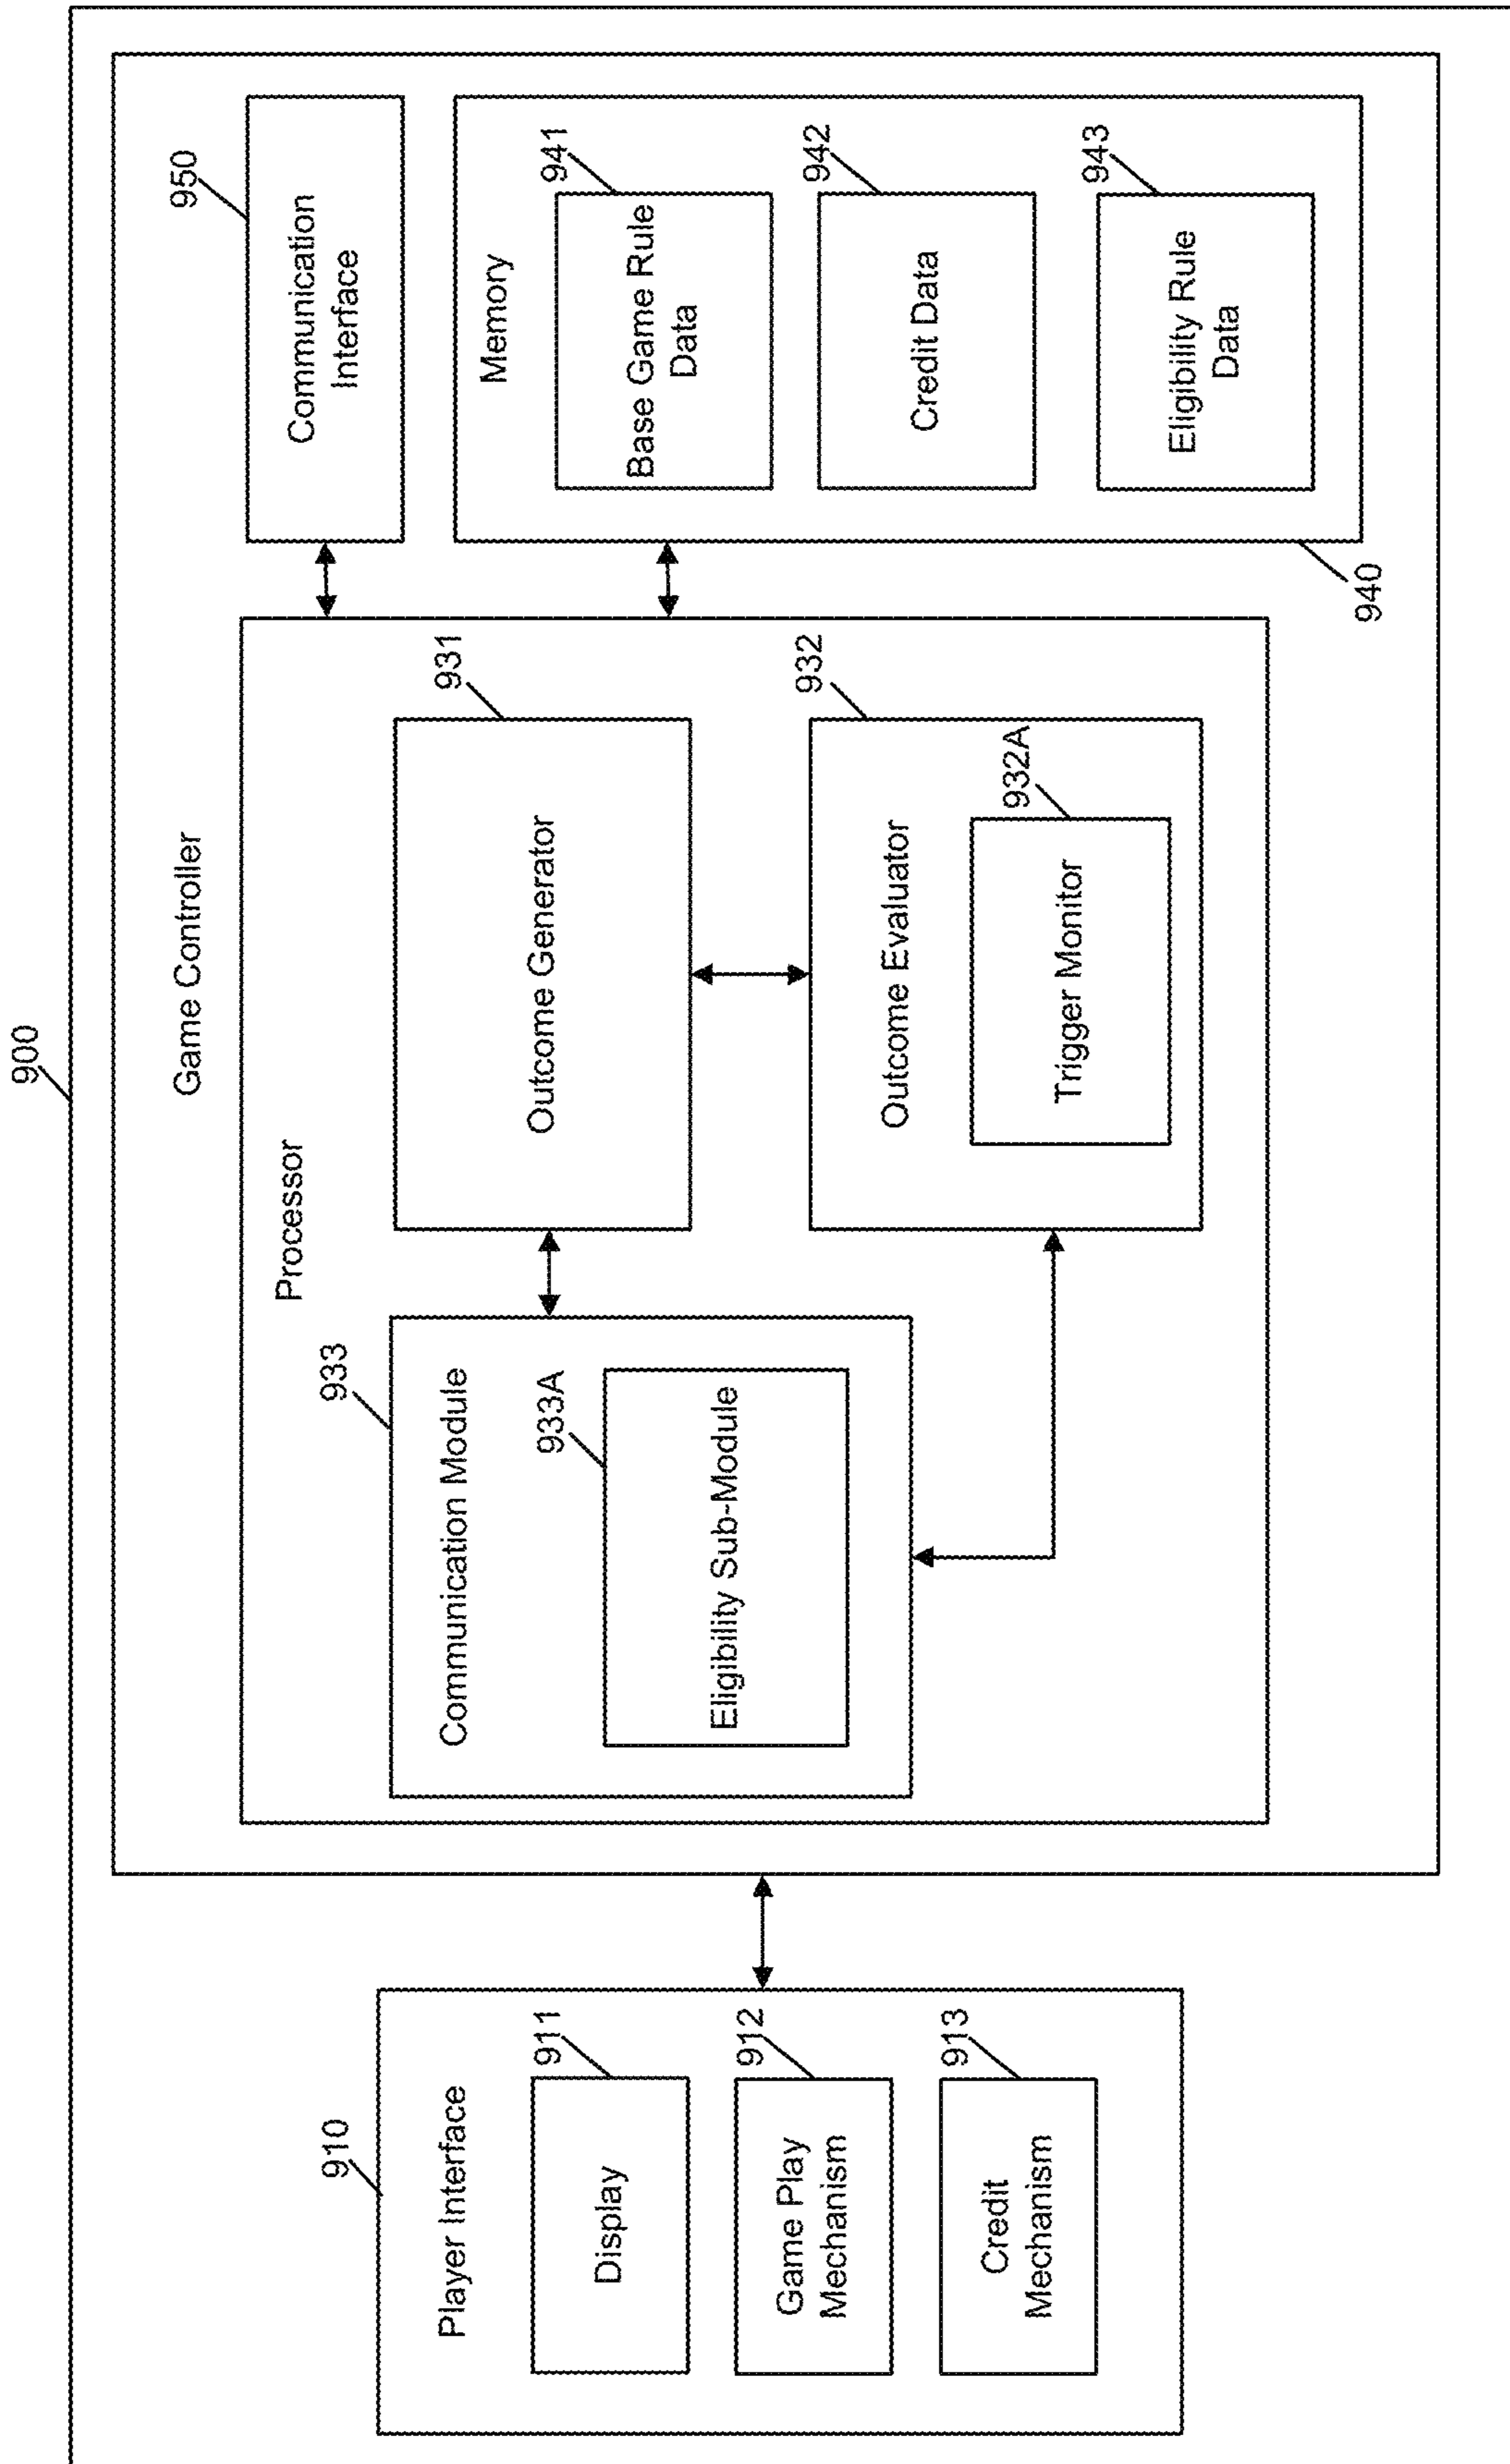 900
Game Controller
Processor
910
Player Interface
911
Display
912
Game Play
Mechanism
913
Credit
Mechanism
933
Communication Module
933A
Eligibility Sub-Module
931
Outcome Generator
932
Outcome Evaluator
932A
Trigger Monitor
950
Communication
Interface
Memory
941
Base Game Rule
Data
942
Credit Data
943
Eligibility Rule
Data
940